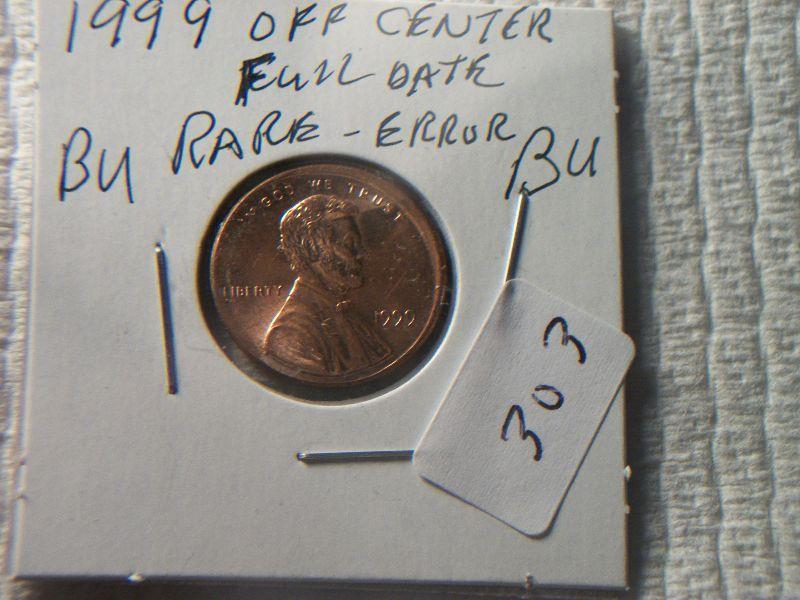 1999 OFF CENTER
FULL DATE
BU RARE - ERROR BU
IN GOD WE TRUST
LIBERTY
1999
303